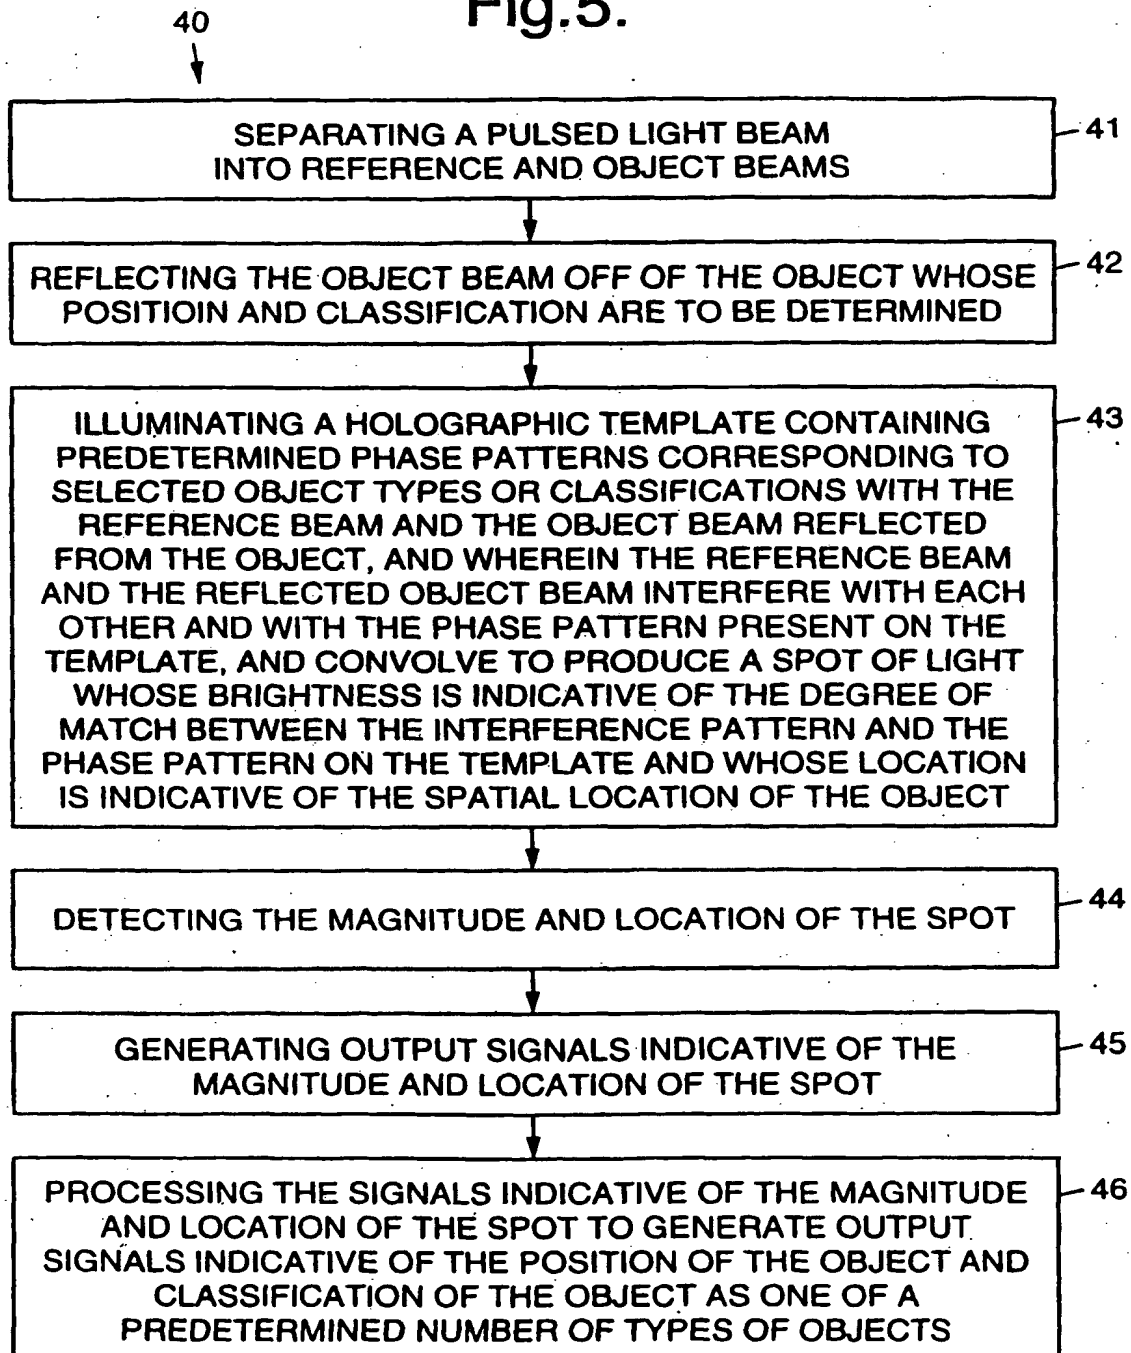 Fig.5.
40
SEPARATING A PULSED LIGHT BEAM
INTO REFERENCE AND OBJECT BEAMS
41
REFLECTING THE OBJECT BEAM OFF OF THE OBJECT WHOSE
POSITIOIN AND CLASSIFICATION ARE TO BE DETERMINED
42
ILLUMINATING A HOLOGRAPHIC TEMPLATE CONTAINING
PREDETERMINED PHASE PATTERNS CORRESPONDING TO
SELECTED OBJECT TYPES OR CLASSIFICATIONS WITH THE
REFERENCE BEAM AND THE OBJECT BEAM REFLECTED
FROM THE OBJECT, AND WHEREIN THE REFERENCE BEAM
AND THE REFLECTED OBJECT BEAM INTERFERE WITH EACH
OTHER AND WITH THE PHASE PATTERN PRESENT ON THE
TEMPLATE, AND CONVOLVE TO PRODUCE A SPOT OF LIGHT
WHOSE BRIGHTNESS IS INDICATIVE OF THE DEGREE OF
MATCH BETWEEN THE INTERFERENCE PATTERN AND THE
PHASE PATTERN ON THE TEMPLATE AND WHOSE LOCATION
IS INDICATIVE OF THE SPATIAL LOCATION OF THE OBJECT
43
DETECTING THE MAGNITUDE AND LOCATION OF THE SPOT
44
GENERATING OUTPUT SIGNALS INDICATIVE OF THE
MAGNITUDE AND LOCATION OF THE SPOT
45
PROCESSING THE SIGNALS INDICATIVE OF THE MAGNITUDE
AND LOCATION OF THE SPOT TO GENERATE OUTPUT
SIGNALS INDICATIVE OF THE POSITION OF THE OBJECT AND
CLASSIFICATION OF THE OBJECT AS ONE OF A
PREDETERMINED NUMBER OF TYPES OF OBJECTS
46